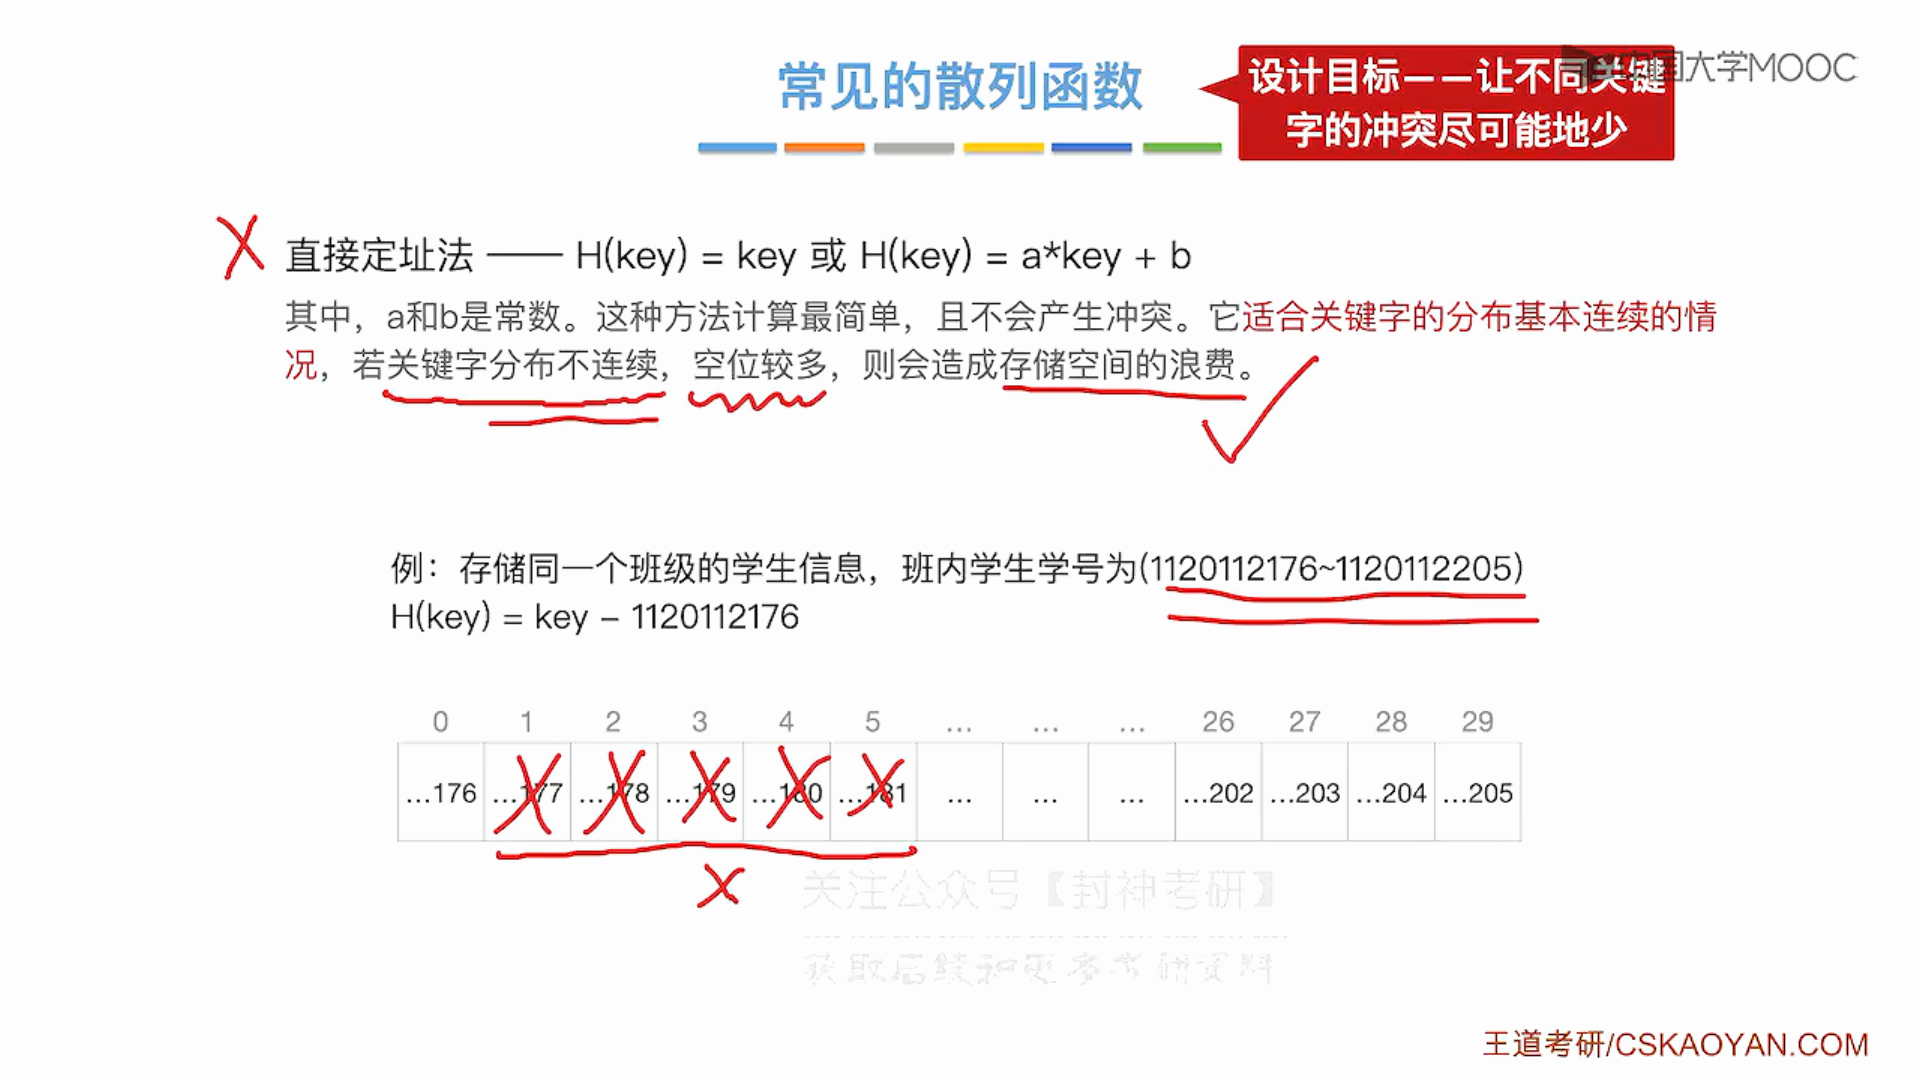 常见的散列函数
设计目标——让不同关键
字的冲突尽可能地少
中国大学MOOC
直接定址法 —— H(key) = key 或 H(key) = a*key + b
其中，a和b是常数。这种方法计算最简单，且不会产生冲突。它适合关键字的分布基本连续的情
况，若关键字分布不连续，空位较多，则会造成存储空间的浪费。
例：存储同一个班级的学生信息，班内学生学号为(1120112176~1120112205)
H(key) = key – 1120112176
0 1 2 3 4 5 ... ... ... 26 27 28 29
...176 ...177 ...178 ...179 ...180 ...181 ... ... ... ...202 ...203 ...204 ...205
关注公众号【封神考研】
获取后续和更多考研资料
王道考研/CSKAOYAN.COM